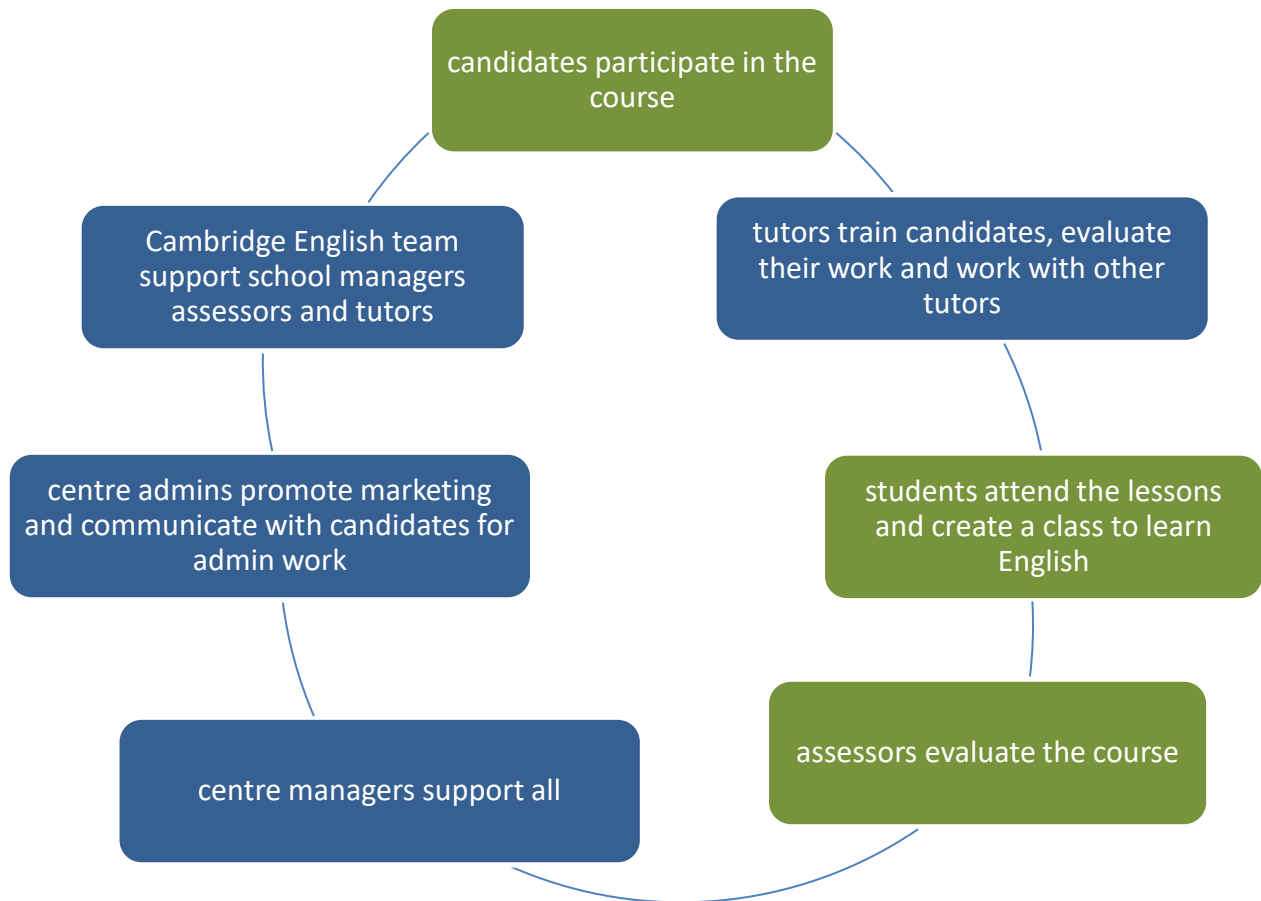 candidates participate in the
course
tutors train candidates, evaluate
their work and work with other
tutors
students attend the lessons
and create a class to learn
English
assessors evaluate the course
centre managers support all
centre admins promote marketing
and communicate with candidates for
admin work
Cambridge English team
support school managers
assessors and tutors